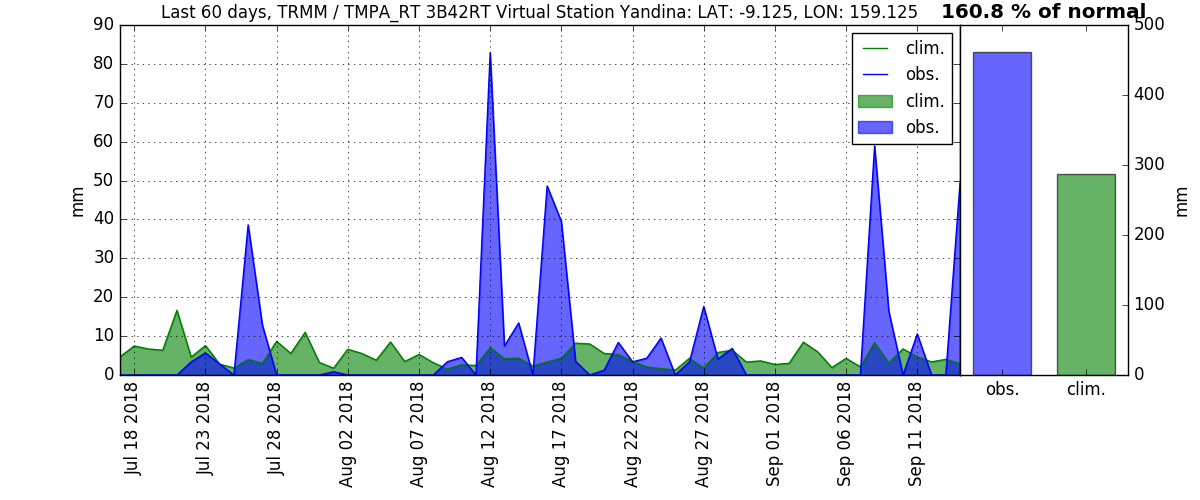 Last 60 days, TRMM / TMPA_RT 3B42RT Virtual Station Yandina: LAT: -9.125, LON: 159.125
160.8 % of normal
90
80
70
60
50
40
30
20
10
0
mm
clim.
obs.
clim.
obs.
500
400
300
200
100
0
mm
obs.
clim.
Jul 18 2018
Jul 23 2018
Jul 28 2018
Aug 02 2018
Aug 07 2018
Aug 12 2018
Aug 17 2018
Aug 22 2018
Aug 27 2018
Sep 01 2018
Sep 06 2018
Sep 11 2018